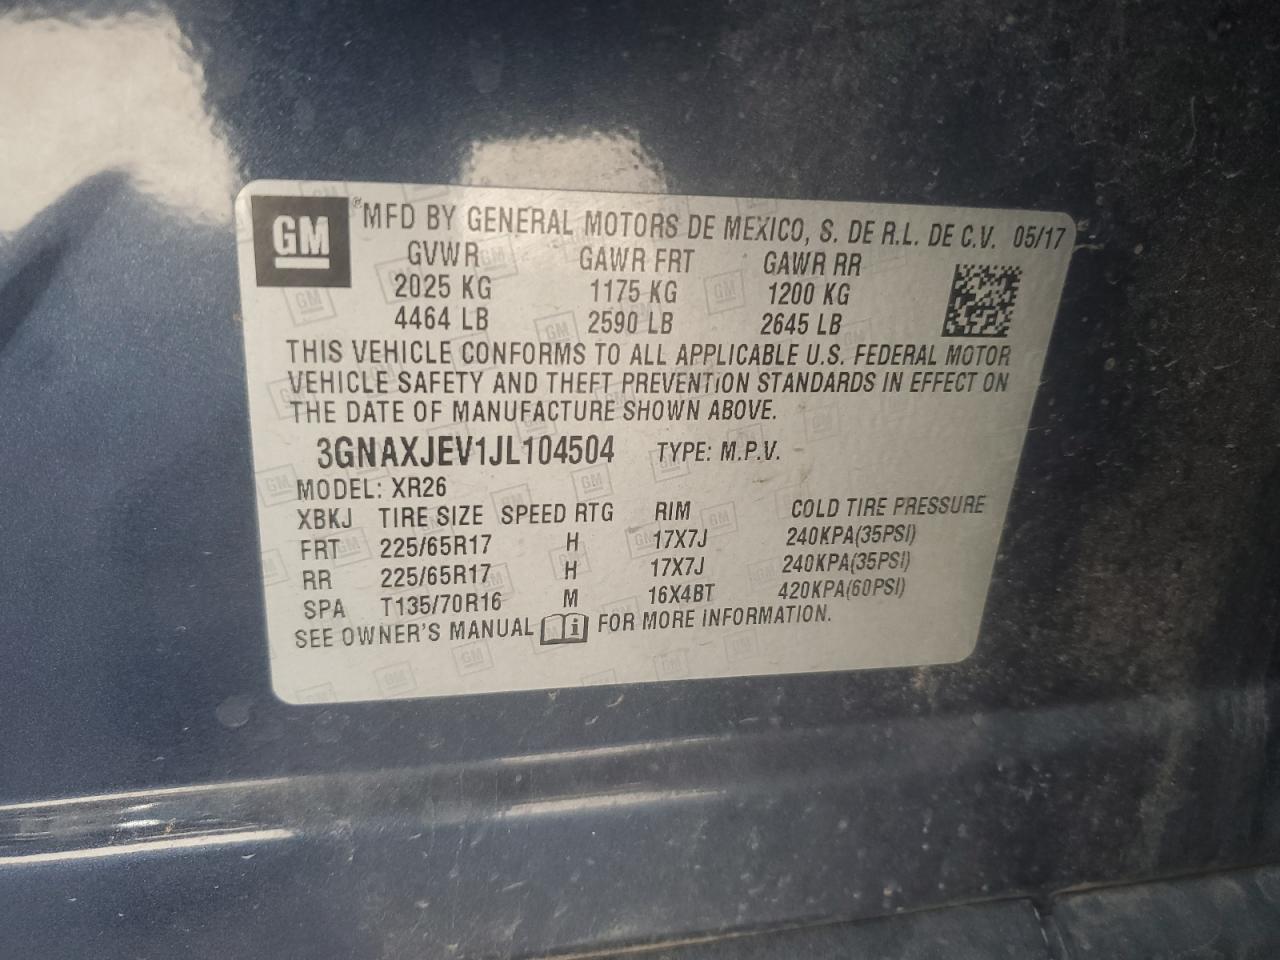 GM ® MFD BY GENERAL MOTORS DE MEXICO, S. DE R.L. DE C.V. 05/17
GVWR GAWR FRT GAWR RR
2025 KG 1175 KG 1200 KG
4464 LB 2590 LB 2645 LB
THIS VEHICLE CONFORMS TO ALL APPLICABLE U.S. FEDERAL MOTOR
VEHICLE SAFETY AND THEFT PREVENTION STANDARDS IN EFFECT ON
THE DATE OF MANUFACTURE SHOWN ABOVE.
3GNAXJEV1JL104504 TYPE: M.P.V.
MODEL: XR26
XBKJ TIRE SIZE SPEED RTG RIM COLD TIRE PRESSURE
FRT 225/65R17 H 17X7J 240KPA(35PSI)
RR 225/65R17 H 17X7J 240KPA(35PSI)
SPA T135/70R16 M 16X4BT 420KPA(60PSI)
SEE OWNER'S MANUAL i FOR MORE INFORMATION.